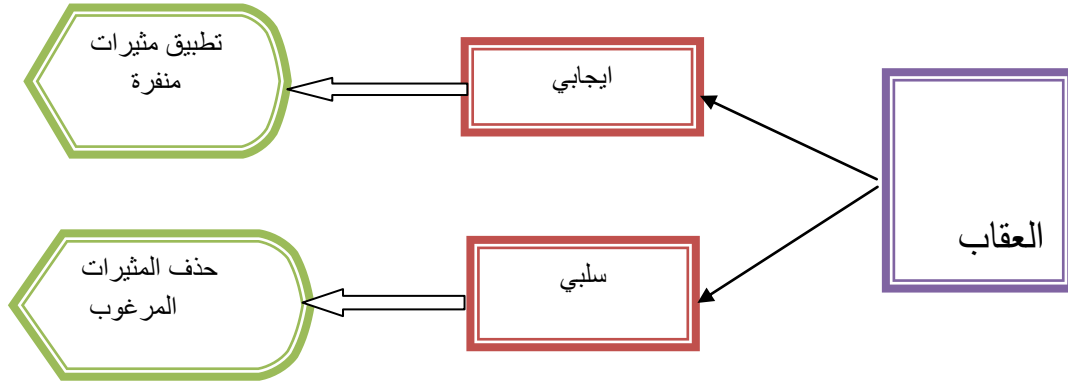 العقاب
ايجابي
تطبيق مثيرات
منفرة
سلبي
حذف المثيرات
المرغوب